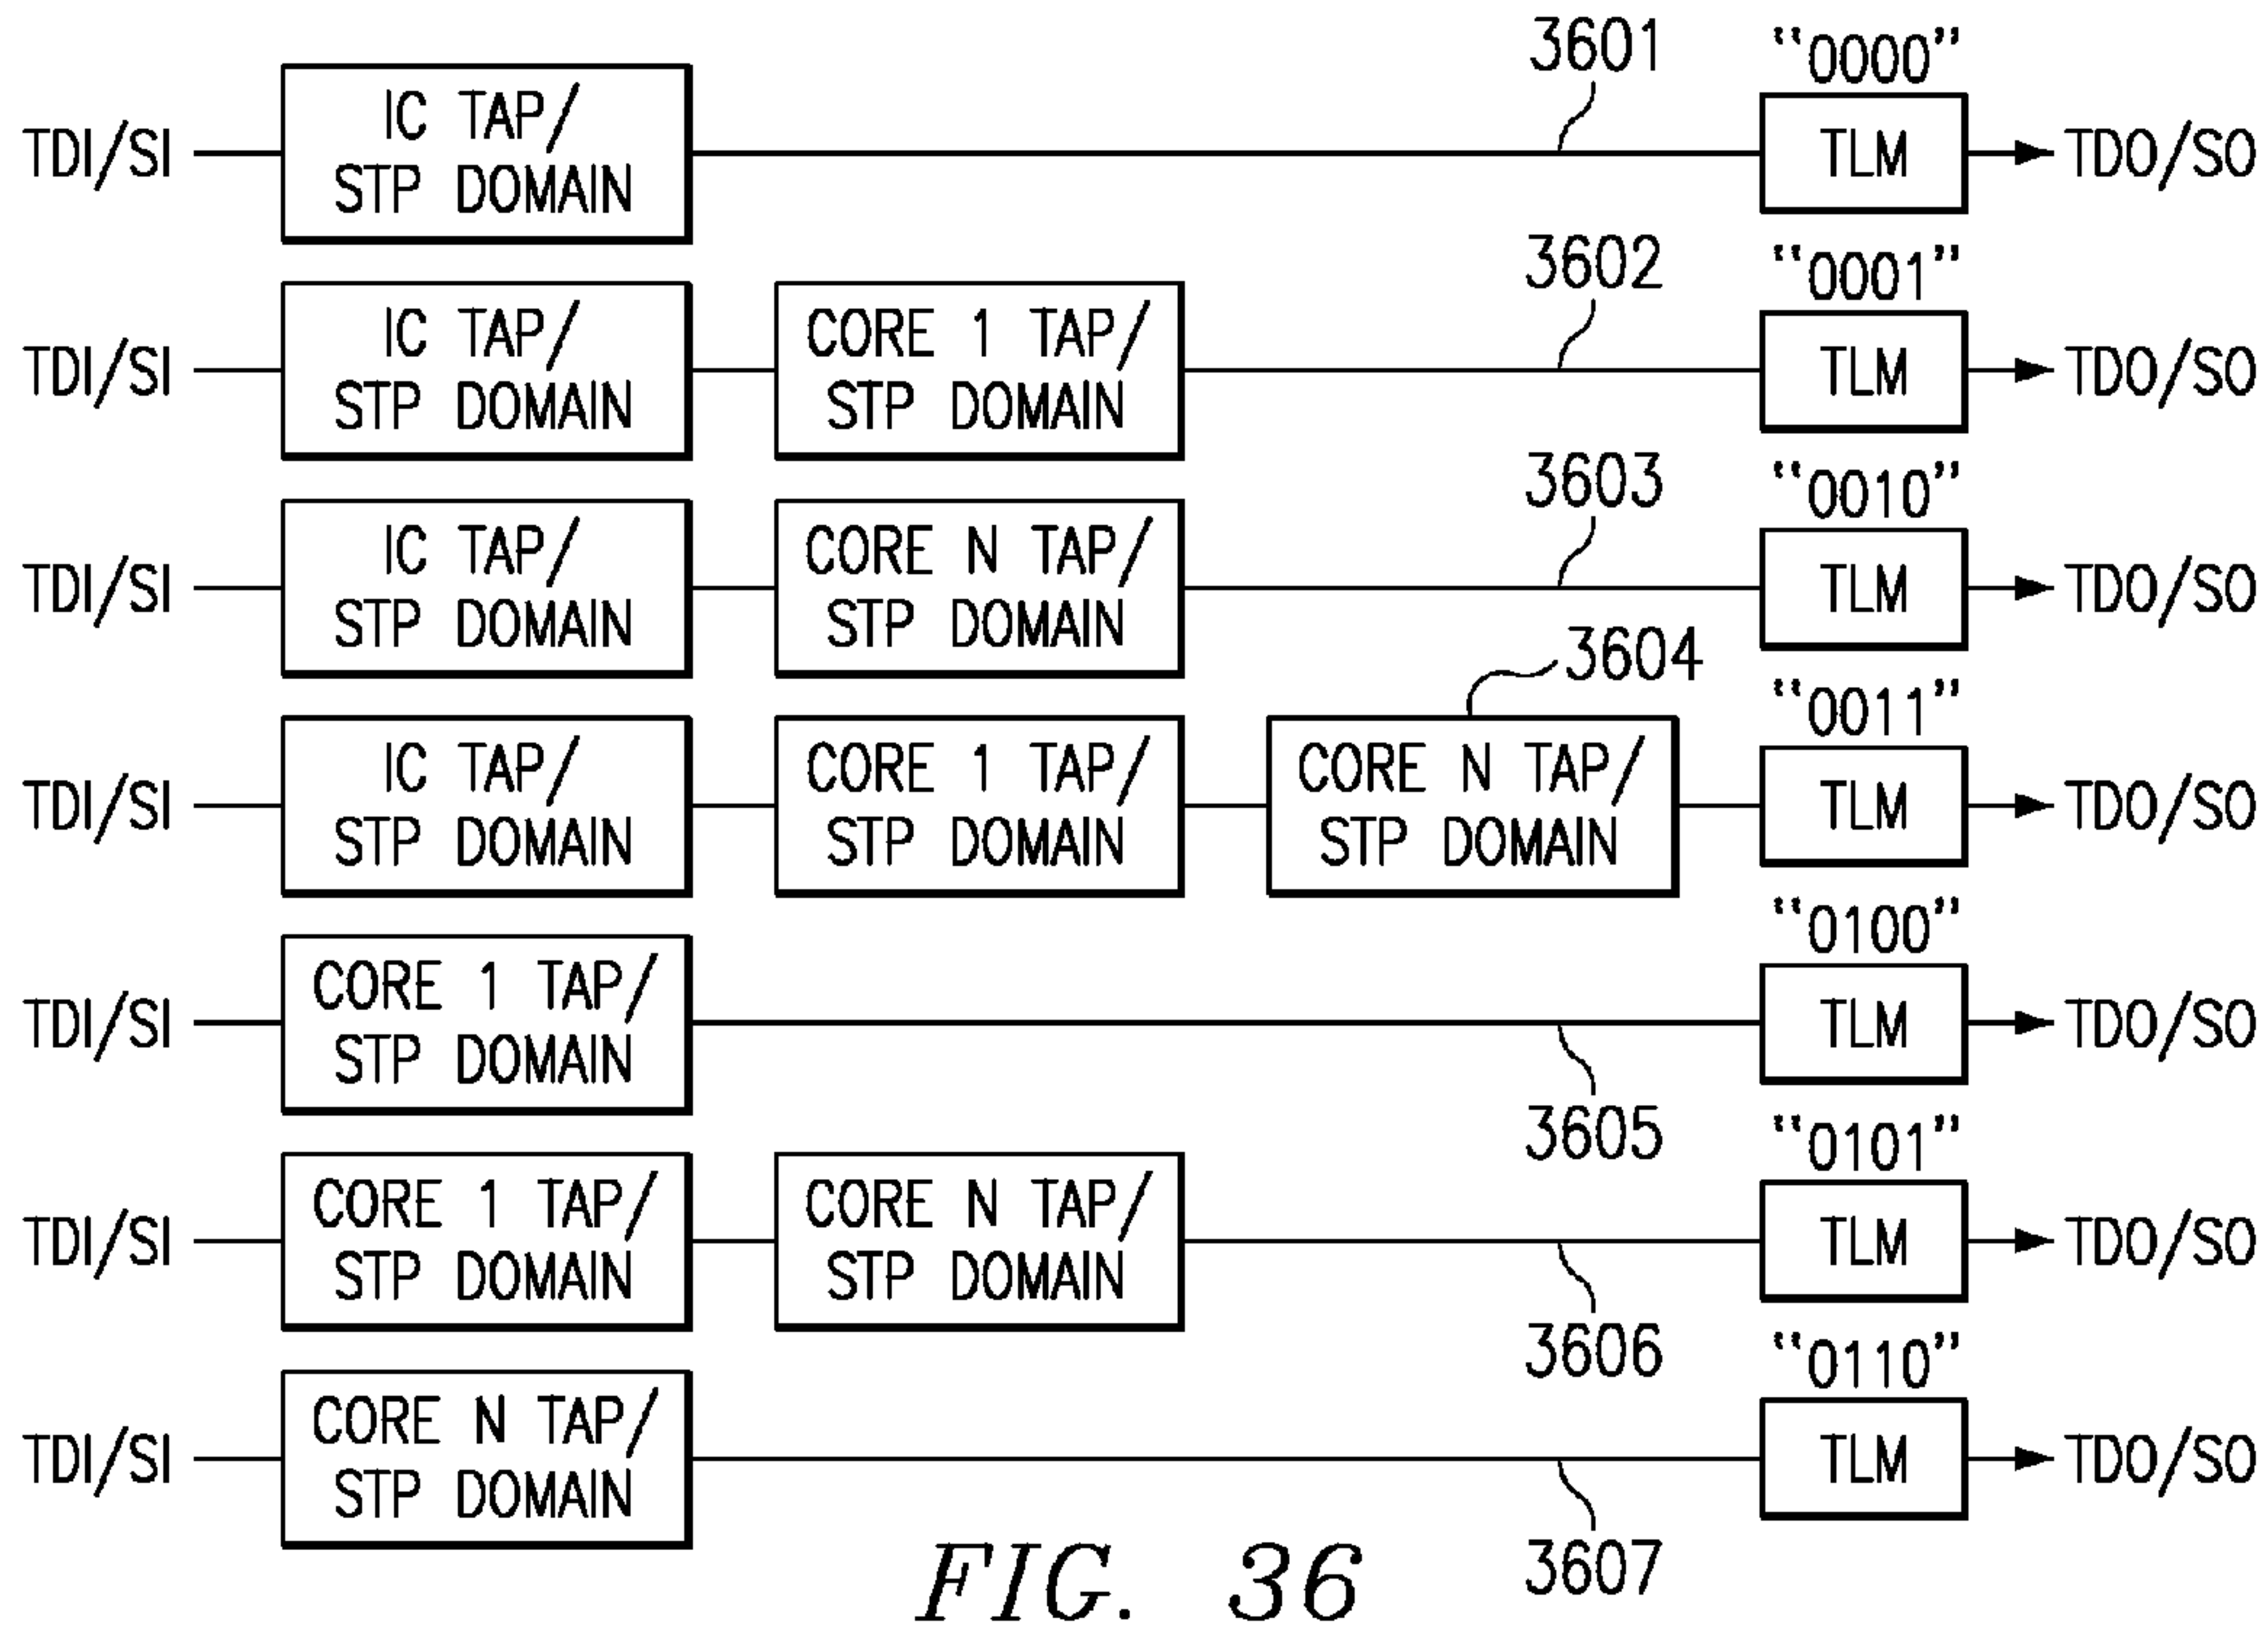 3601
“0000”
TDI/SI
IC TAP/
STP DOMAIN
TLM
TDO/SO
3602
“0001”
TDI/SI
IC TAP/
STP DOMAIN
CORE 1 TAP/
STP DOMAIN
TLM
TDO/SO
3603
“0010”
TDI/SI
IC TAP/
STP DOMAIN
CORE N TAP/
STP DOMAIN
TLM
TDO/SO
3604
“0011”
TDI/SI
IC TAP/
STP DOMAIN
CORE 1 TAP/
STP DOMAIN
CORE N TAP/
STP DOMAIN
TLM
TDO/SO
“0100”
TDI/SI
CORE 1 TAP/
STP DOMAIN
TLM
TDO/SO
3605
“0101”
TDI/SI
CORE 1 TAP/
STP DOMAIN
CORE N TAP/
STP DOMAIN
TLM
TDO/SO
3606
“0110”
TDI/SI
CORE N TAP/
STP DOMAIN
TLM
TDO/SO
3607
FIG. 36